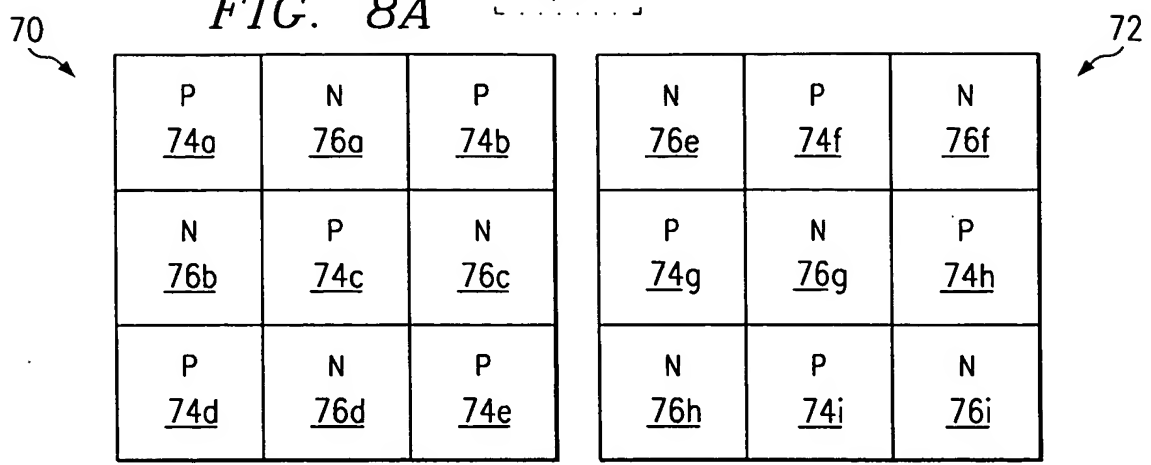 FIG. 8A
70
72
P N P N P N
74a 76a 74b 76e 74f 76f
N P N P N P
76b 74c 76c 74g 76g 74h
P N P N P N
74d 76d 74e 76h 74i 76i